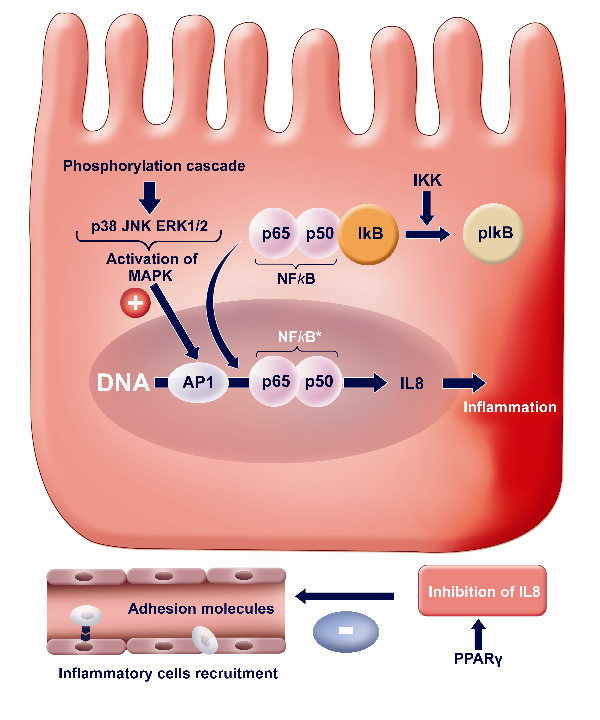 Phosphorylation cascade
p38 JNK ERK1/2
Activation of
MAPK
+
IKK
p65 p50 IkB
pIkB
NFkB
NFkB*
DNA
AP1
p65 p50
IL8
Inflammation
Adhesion molecules
Inflammatory cells recruitment
-
Inhibition of IL8
PPARγ